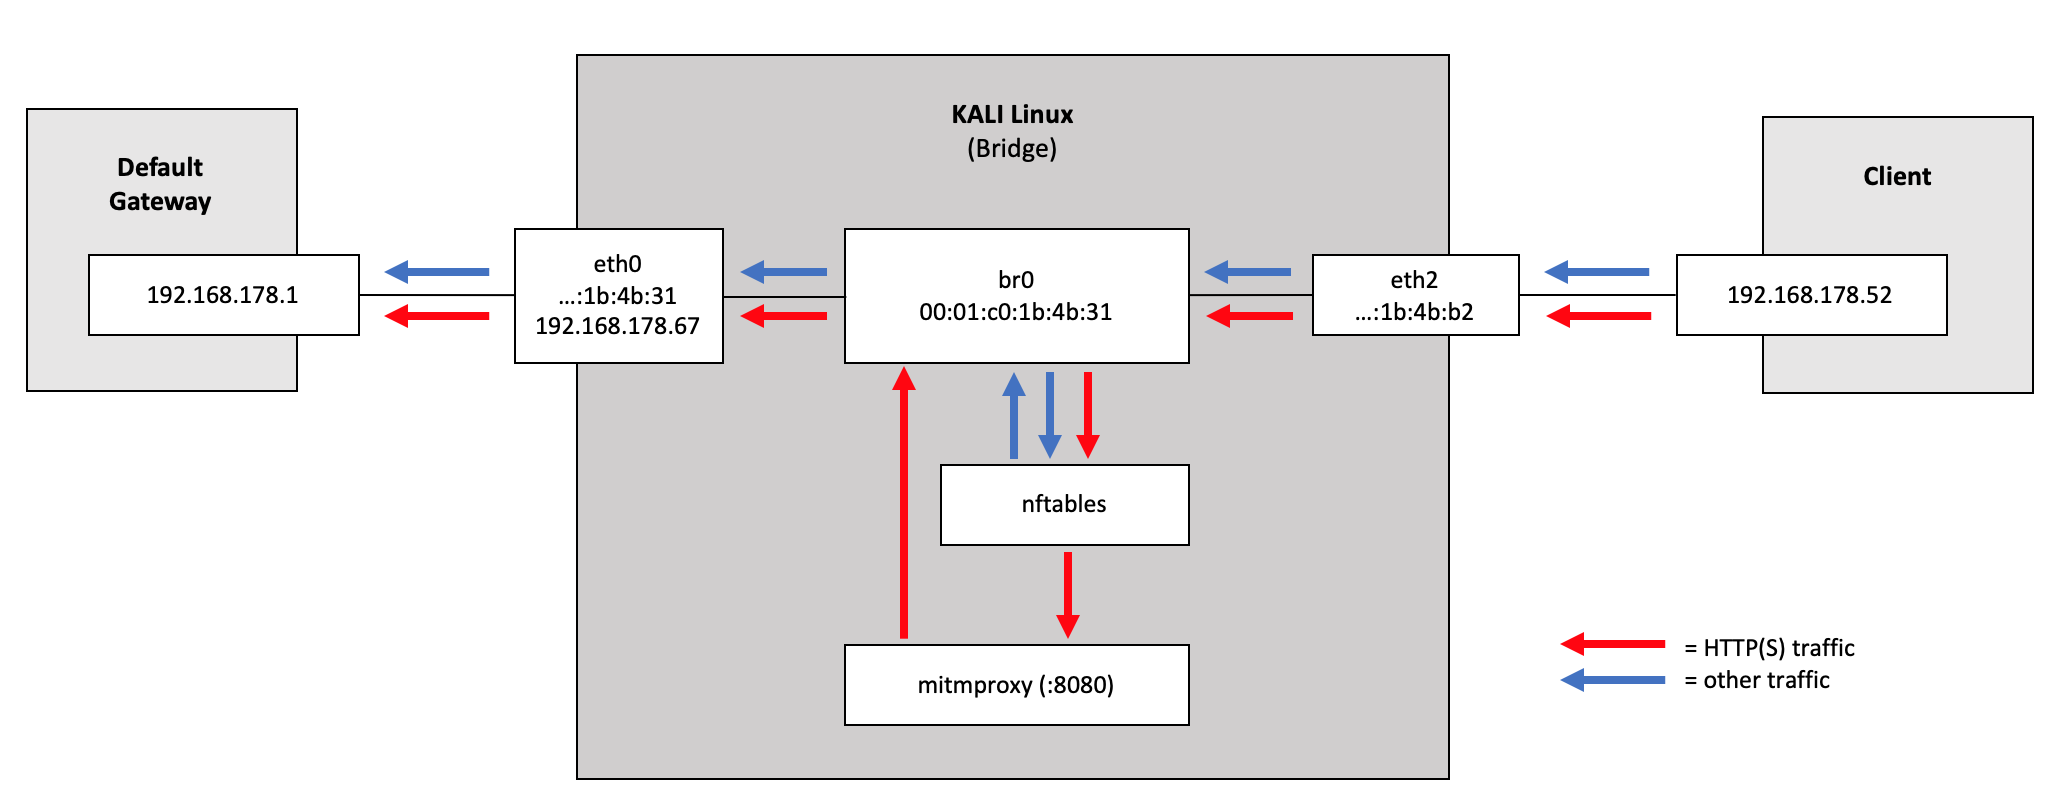 KALI Linux
(Bridge)
Default
Gateway
192.168.178.1
eth0
...:1b:4b:31
192.168.178.67
br0
00:01:c0:1b:4b:31
eth2
...:1b:4b:b2
Client
192.168.178.52
nftables
mitmproxy (:8080)
= HTTP(S) traffic
= other traffic